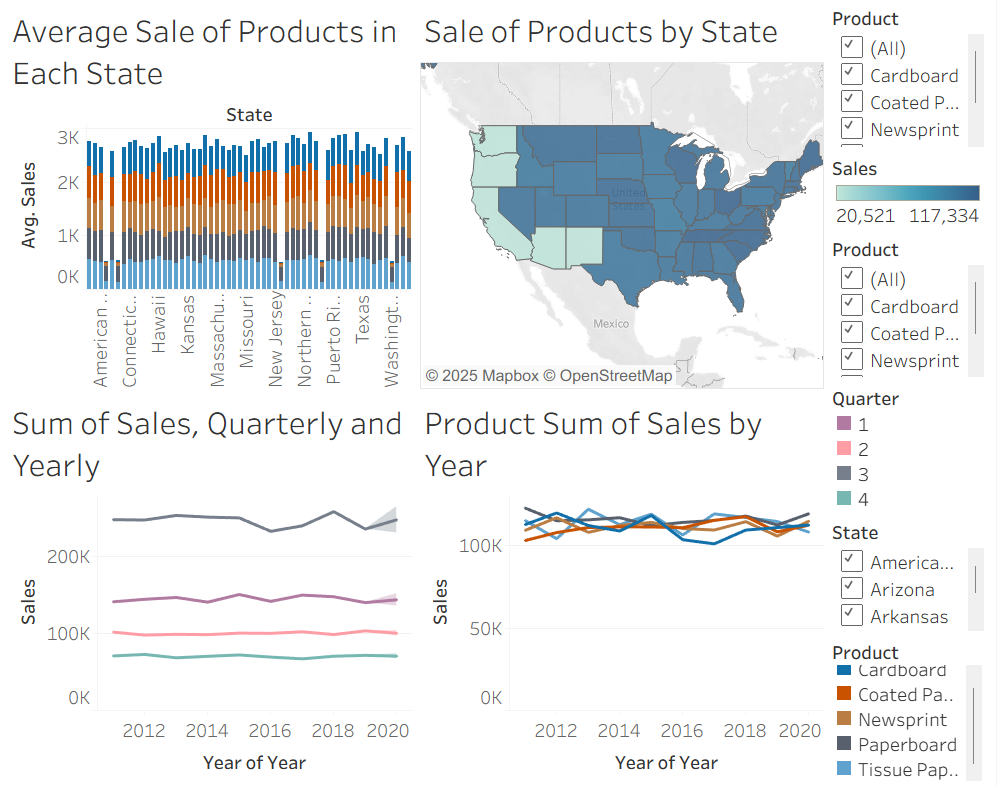 Average Sale of Products in
Each State
State
3K
2K
1K
0K
Avg. Sales
American ..
Connectic..
Hawaii
Kansas
Massachu..
Missouri
New Jersey
Northern ..
Puerto Ri..
Texas
Washingt..
Sale of Products by State
United
States
Mexico
© 2025 Mapbox © OpenStreetMap
Product
(All)
Cardboard
Coated P...
Newsprint
Sales
20,521 117,334
Product
(All)
Cardboard
Coated P...
Newsprint
Quarter
1
2
3
4
State
America...
Arizona
Arkansas
Product
Cardboard
Coated Pa..
Newsprint
Paperboard
Tissue Pap..
Sum of Sales, Quarterly and
Yearly
200K
100K
0K
Sales
2012 2014 2016 2018 2020
Year of Year
Product Sum of Sales by
Year
100K
50K
0K
Sales
2012 2014 2016 2018 2020
Year of Year